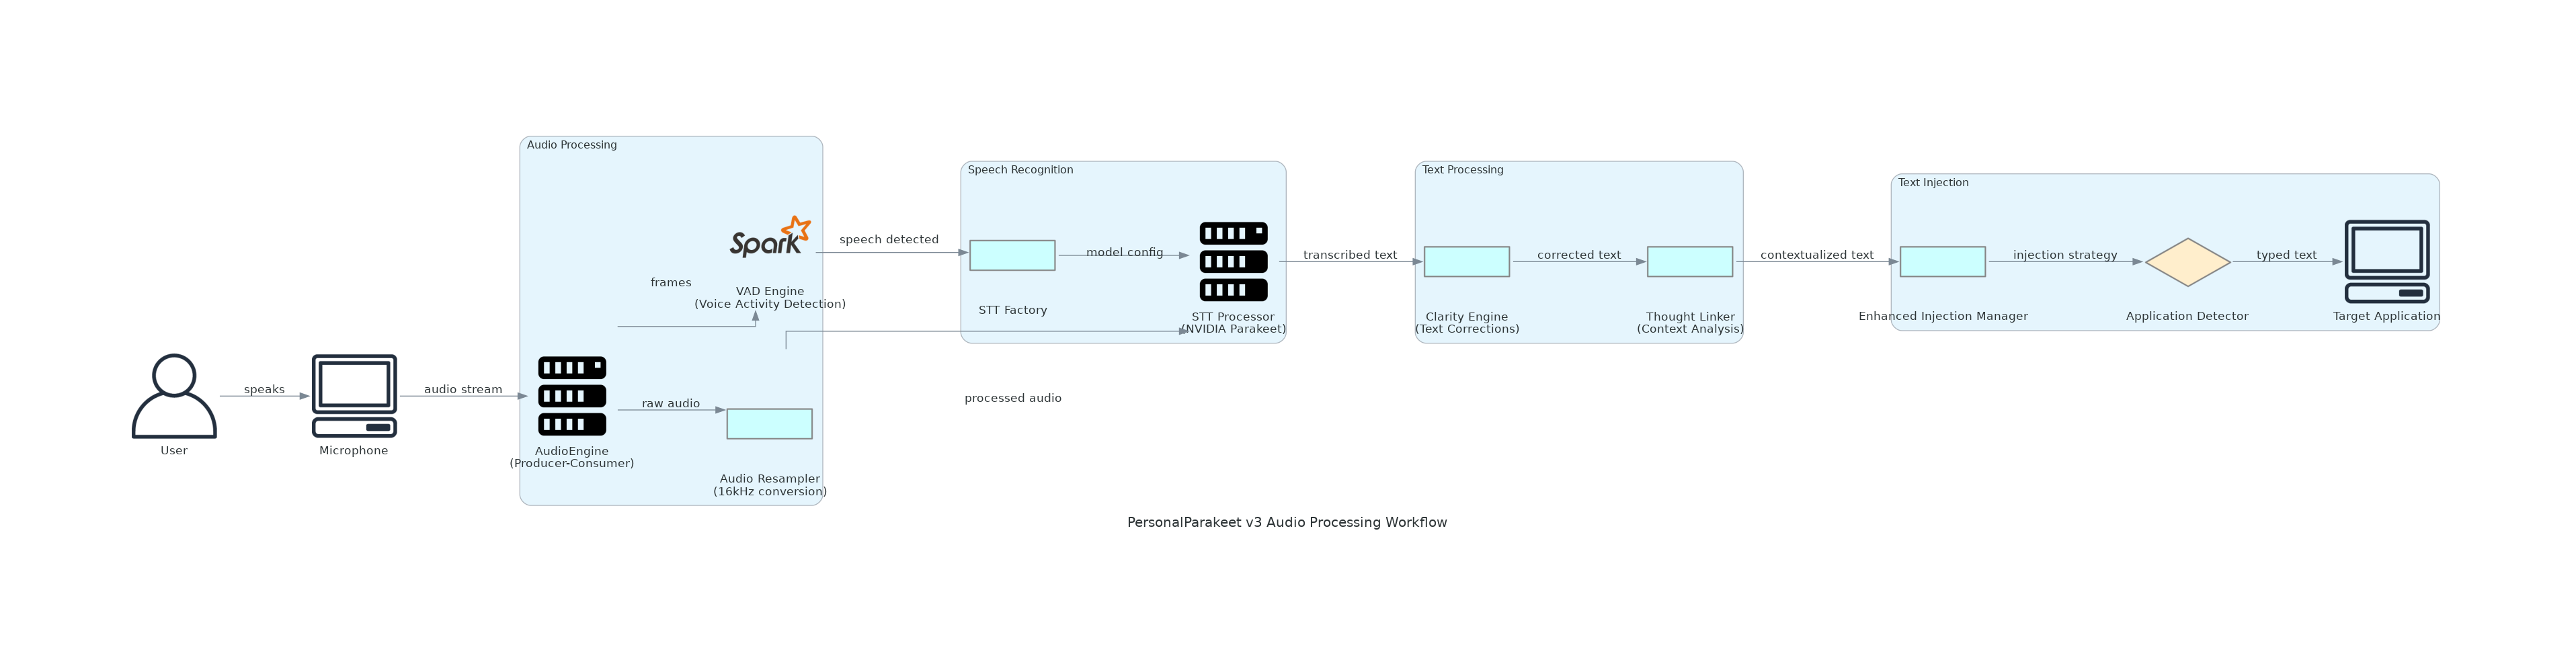 Audio Processing
Spark
frames
VAD Engine
(Voice Activity Detection)
speaks
User
Microphone
audio stream
AudioEngine
(Producer-Consumer)
raw audio
Audio Resampler
(16kHz conversion)
speech detected
processed audio
Speech Recognition
STT Factory
model config
STT Processor
(NVIDIA Parakeet)
transcribed text
Text Processing
Clarity Engine
(Text Corrections)
corrected text
Thought Linker
(Context Analysis)
contextualized text
Text Injection
Enhanced Injection Manager
injection strategy
Application Detector
typed text
Target Application
PersonalParakeet v3 Audio Processing Workflow